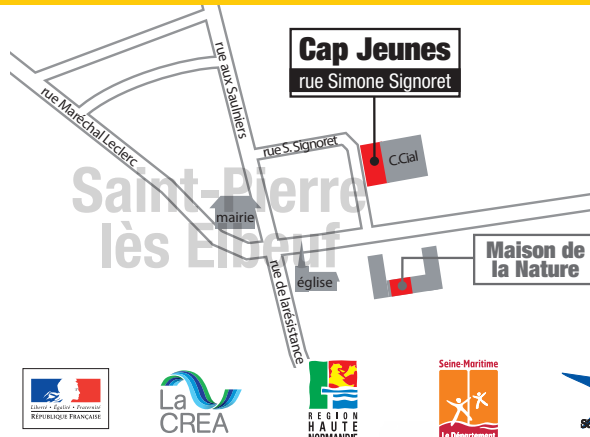 Cap Jeunes
rue Simone Signoret
rue aux Saulniers
rue Maréchal Leclerc
rue S. Signoret
C.Cial
Saint-Pierre
lès Elbeuf
mairie
église
rue de larésistance
Maison de
la Nature
Liberté • Égalité • Fraternité
RÉPUBLIQUE FRANÇAISE
La
CREA
REGION
HAUTE
NORMANDIE
Seine-Maritime
Le Département